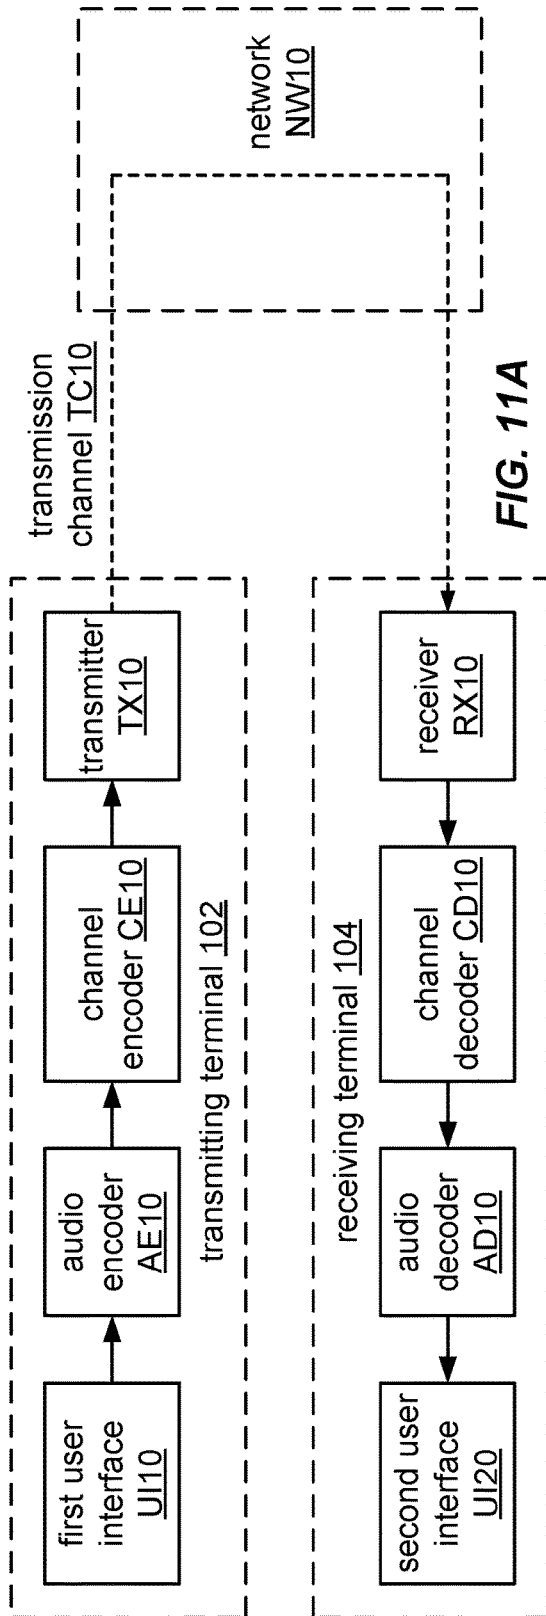 first user
interface
UI10
audio
encoder
AE10
channel
encoder CE10
transmitter
TX10
transmitting terminal 102
transmission
channel TC10
network
NW10
receiving terminal 104
second user
interface
UI20
audio
decoder
AD10
channel
decoder CD10
receiver
RX10
FIG. 11A